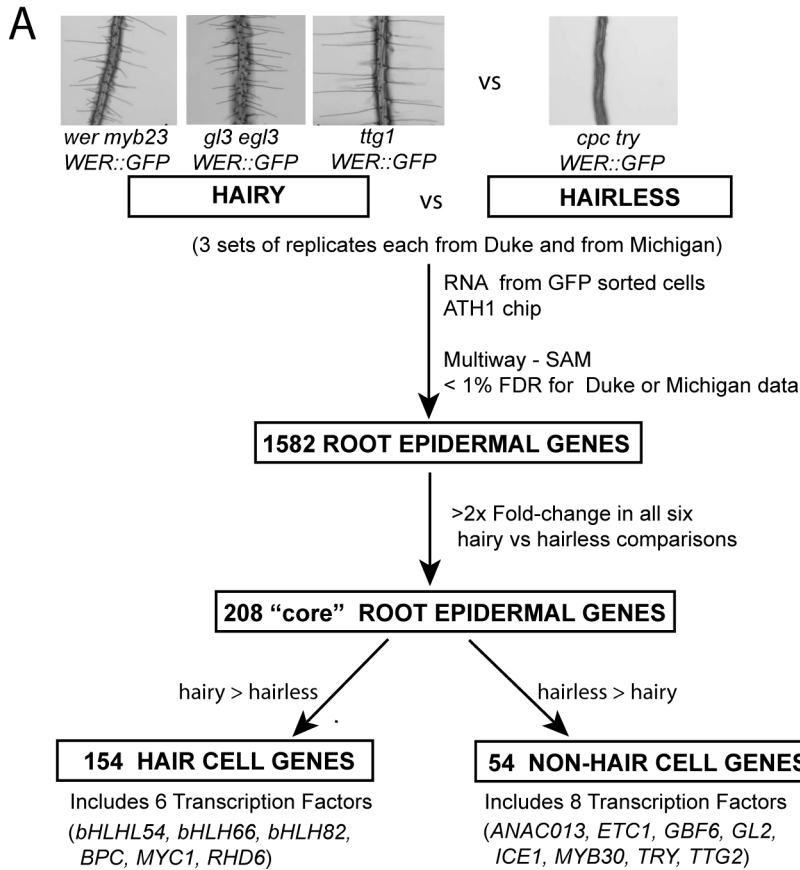 A
vs
wer myb23 gl3 egl3 ttg1 cpc try
WER::GFP WER::GFP WER::GFP WER::GFP
HAIRY vs HAIRLESS
(3 sets of replicates each from Duke and from Michigan)
RNA from GFP sorted cells
ATH1 chip
Multiway - SAM
< 1% FDR for Duke or Michigan data
1582 ROOT EPIDERMAL GENES
>2x Fold-change in all six
hairy vs hairless comparisons
208 “core” ROOT EPIDERMAL GENES
hairy > hairless hairless > hairy
154 HAIR CELL GENES 54 NON-HAIR CELL GENES
Includes 6 Transcription Factors Includes 8 Transcription Factors
(bHLHL54, bHLH66, bHLH82, (ANAC013, ETC1, GBF6, GL2,
BPC, MYC1, RHD6) ICE1, MYB30, TRY, TTG2)